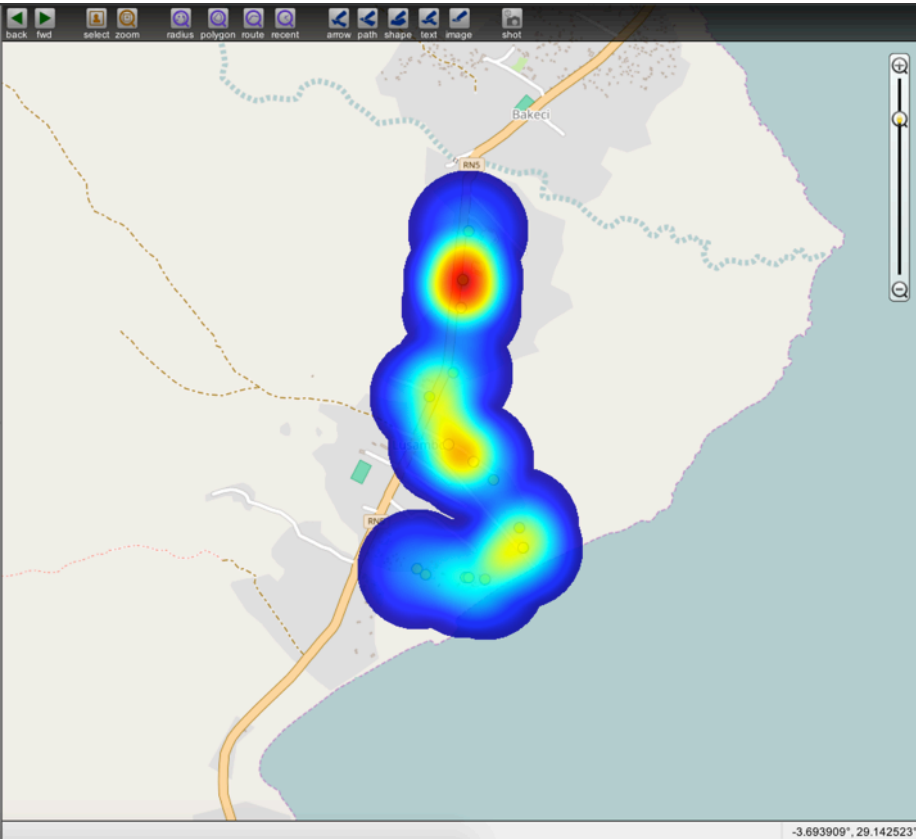 back fwd select zoom radius polygon route recent arrow path shape text image shot
Bakeci
RN5
-3.693909°, 29.142523°